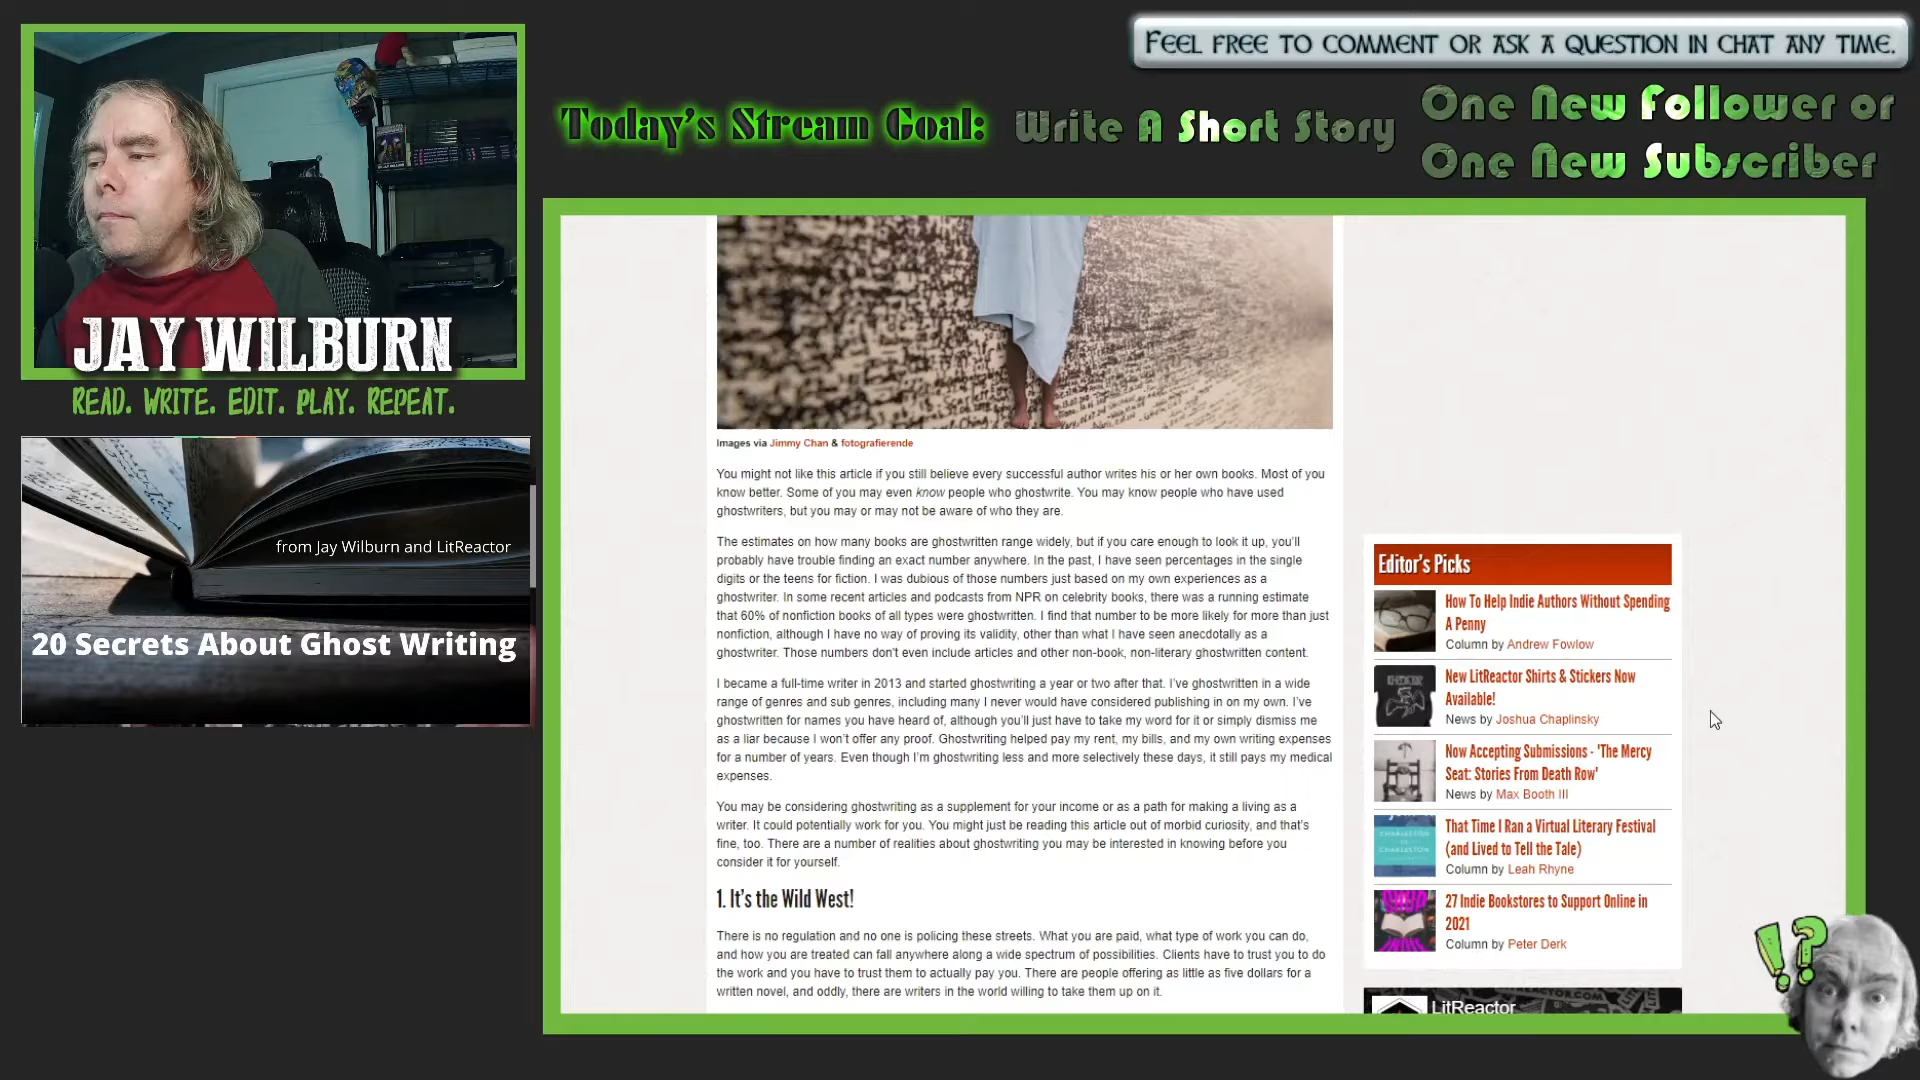 FEEL FREE TO COMMENT OR ASK A QUESTION IN CHAT ANY TIME.
Today's Stream Goal:
Write A Short Story
One New Follower or
One New Subscriber
JAY WILBURN
READ. WRITE. EDIT. PLAY. REPEAT.
from Jay Wilburn and LitReactor
20 Secrets About Ghost Writing
Images via Jimmy Chan & fotografierende
You might not like this article if you still believe every successful author writes his or her own books. Most of you
know better. Some of you may even know people who ghostwrite. You may know people who have used
ghostwriters, but you may or may not be aware of who they are.
The estimates on how many books are ghostwritten range widely, but if you care enough to look it up, you'll
probably have trouble finding an exact number anywhere. In the past, I have seen percentages in the single
digits or the teens for fiction. I was dubious of those numbers just based on my own experiences as a
ghostwriter. In some recent articles and podcasts from NPR on celebrity books, there was a running estimate
that 60% of nonfiction books of all types were ghostwritten. I find that number to be more likely for more than just
nonfiction, although I have no way of proving its validity, other than what I have seen anecdotally as a
ghostwriter. Those numbers don't even include articles and other non-book, non-literary ghostwritten content.
I became a full-time writer in 2013 and started ghostwriting a year or two after that. I've ghostwritten in a wide
range of genres and sub genres, including many I never would have considered publishing in on my own. I've
ghostwritten for names you have heard of, although you'll just have to take my word for it or simply dismiss me
as a liar because I won't offer any proof. Ghostwriting helped pay my rent, my bills, and my own writing expenses
for a number of years. Even though I'm ghostwriting less and more selectively these days, it still pays my medical
expenses.
You may be considering ghostwriting as a supplement for your income or as a path for making a living as a
writer. It could potentially work for you. You might just be reading this article out of morbid curiosity, and that's
fine, too. There are a number of realities about ghostwriting you may be interested in knowing before you
consider it for yourself.
1. It's the Wild West!
There is no regulation and no one is policing these streets. What you are paid, what type of work you can do,
and how you are treated can fall anywhere along a wide spectrum of possibilities. Clients have to trust you to do
the work and you have to trust them to actually pay you. There are people offering as little as five dollars for a
written novel, and oddly, there are writers in the world willing to take them up on it.
Editor's Picks
How To Help Indie Authors Without Spending
A Penny
Column by Andrew Fowlow
New LitReactor Shirts & Stickers Now
Available!
News by Joshua Chaplinsky
Now Accepting Submissions - 'The Mercy
Seat: Stories From Death Row'
News by Max Booth III
That Time I Ran a Virtual Literary Festival
(and Lived to Tell the Tale)
Column by Leah Rhyne
27 Indie Bookstores to Support Online in
2021
Column by Peter Derk
LitReactor
!?